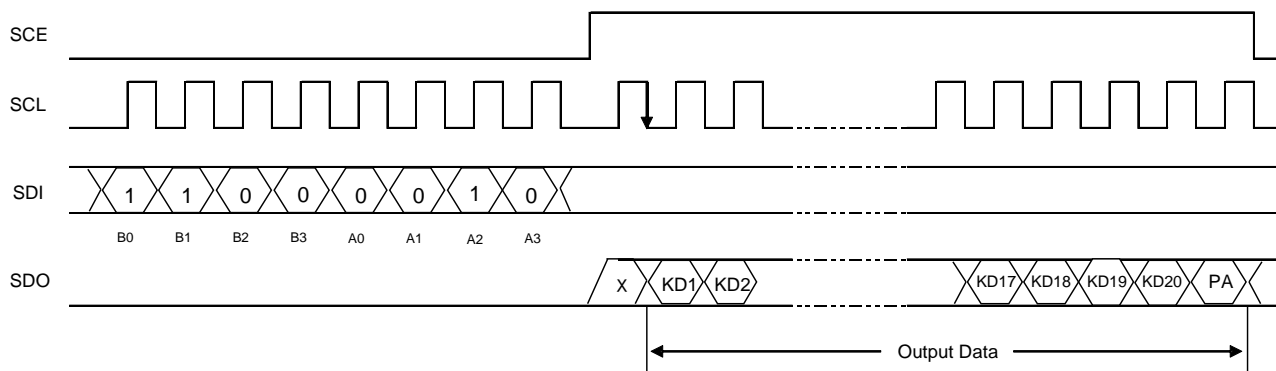 SCE
SCL
SDI
1 1 0 0 0 0 1 0
B0 B1 B2 B3 A0 A1 A2 A3
SDO
X KD1 KD2 KD17 KD18 KD19 KD20 PA
Output Data